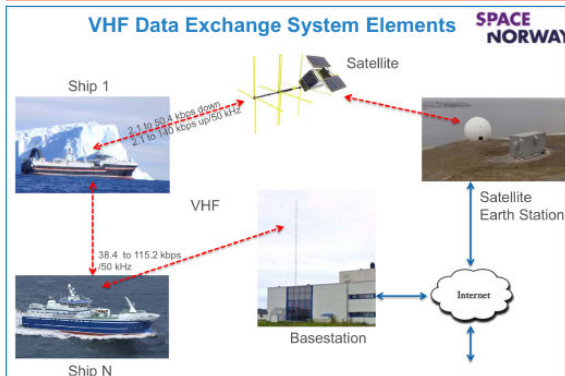 VHF Data Exchange System Elements
SPACE
NORWAY
Ship 1
Satellite
2.1 to 50.4 kbps down
2.1 to 140 kbps up/50 kHz
VHF
Satellite
Earth Station
38.4 to 115.2 kbps
/50 kHz
Internet
Basestation
Ship N